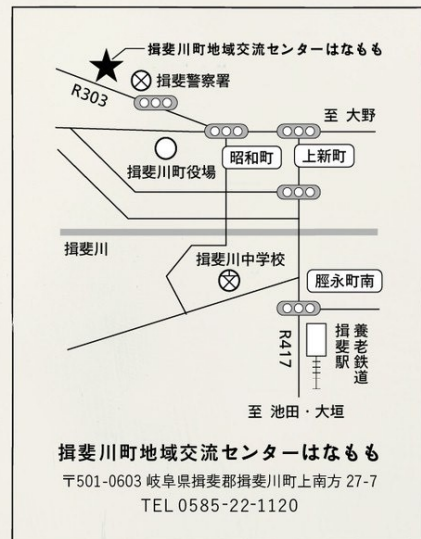 揖斐川町地域交流センターはなもも
揖斐警察署
R303
至 大野
昭和町
上新町
揖斐川町役場
揖斐川
揖斐川中学校
脛永町南
R417
養老鉄道
揖斐駅
至 池田・大垣
揖斐川町地域交流センターはなもも
〒501-0603 岐阜県揖斐郡揖斐川町上南方 27-7
TEL 0585-22-1120